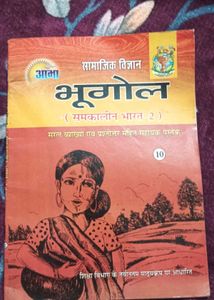 आभा
सामाजिक विज्ञान
भूगोल
( समकालीन भारत 2 )
सरल व्याख्या एवं प्रश्नोत्तर सहित सहायक पुस्तक
10
शिक्षा विभाग के नवीनतम पाठ्यक्रम पर आधारित